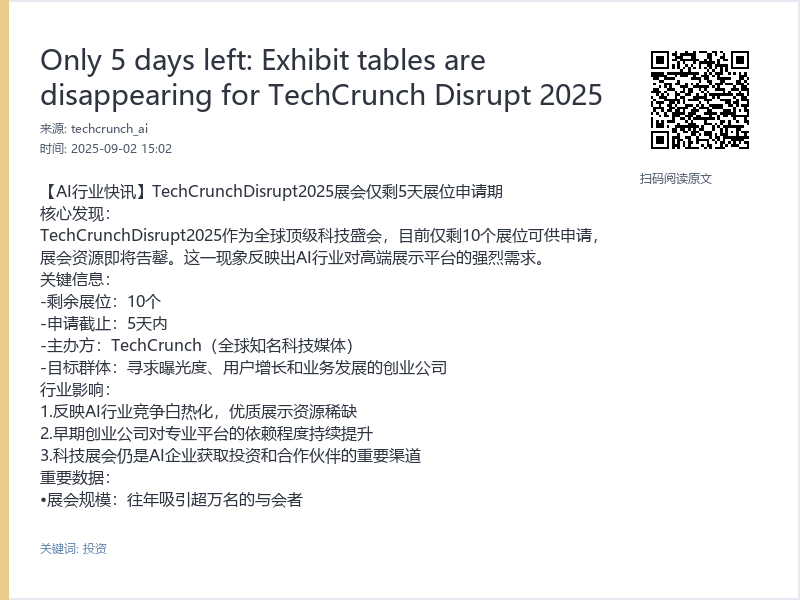 Only 5 days left: Exhibit tables are
disappearing for TechCrunch Disrupt 2025
来源: techcrunch_ai
时间: 2025-09-02 15:02
扫码阅读原文
【AI行业快讯】TechCrunchDisrupt2025展会仅剩5天展位申请期
核心发现：
TechCrunchDisrupt2025作为全球顶级科技盛会，目前仅剩10个展位可供申请，
展会资源即将告罄。这一现象反映出AI行业对高端展示平台的强烈需求。
关键信息：
-剩余展位：10个
-申请截止：5天内
-主办方：TechCrunch（全球知名科技媒体）
-目标群体：寻求曝光度、用户增长和业务发展的创业公司
行业影响：
1.反映AI行业竞争白热化，优质展示资源稀缺
2.早期创业公司对专业平台的依赖程度持续提升
3.科技展会仍是AI企业获取投资和合作伙伴的重要渠道
重要数据：
•展会规模：往年吸引超万名的与会者
关键词: 投资